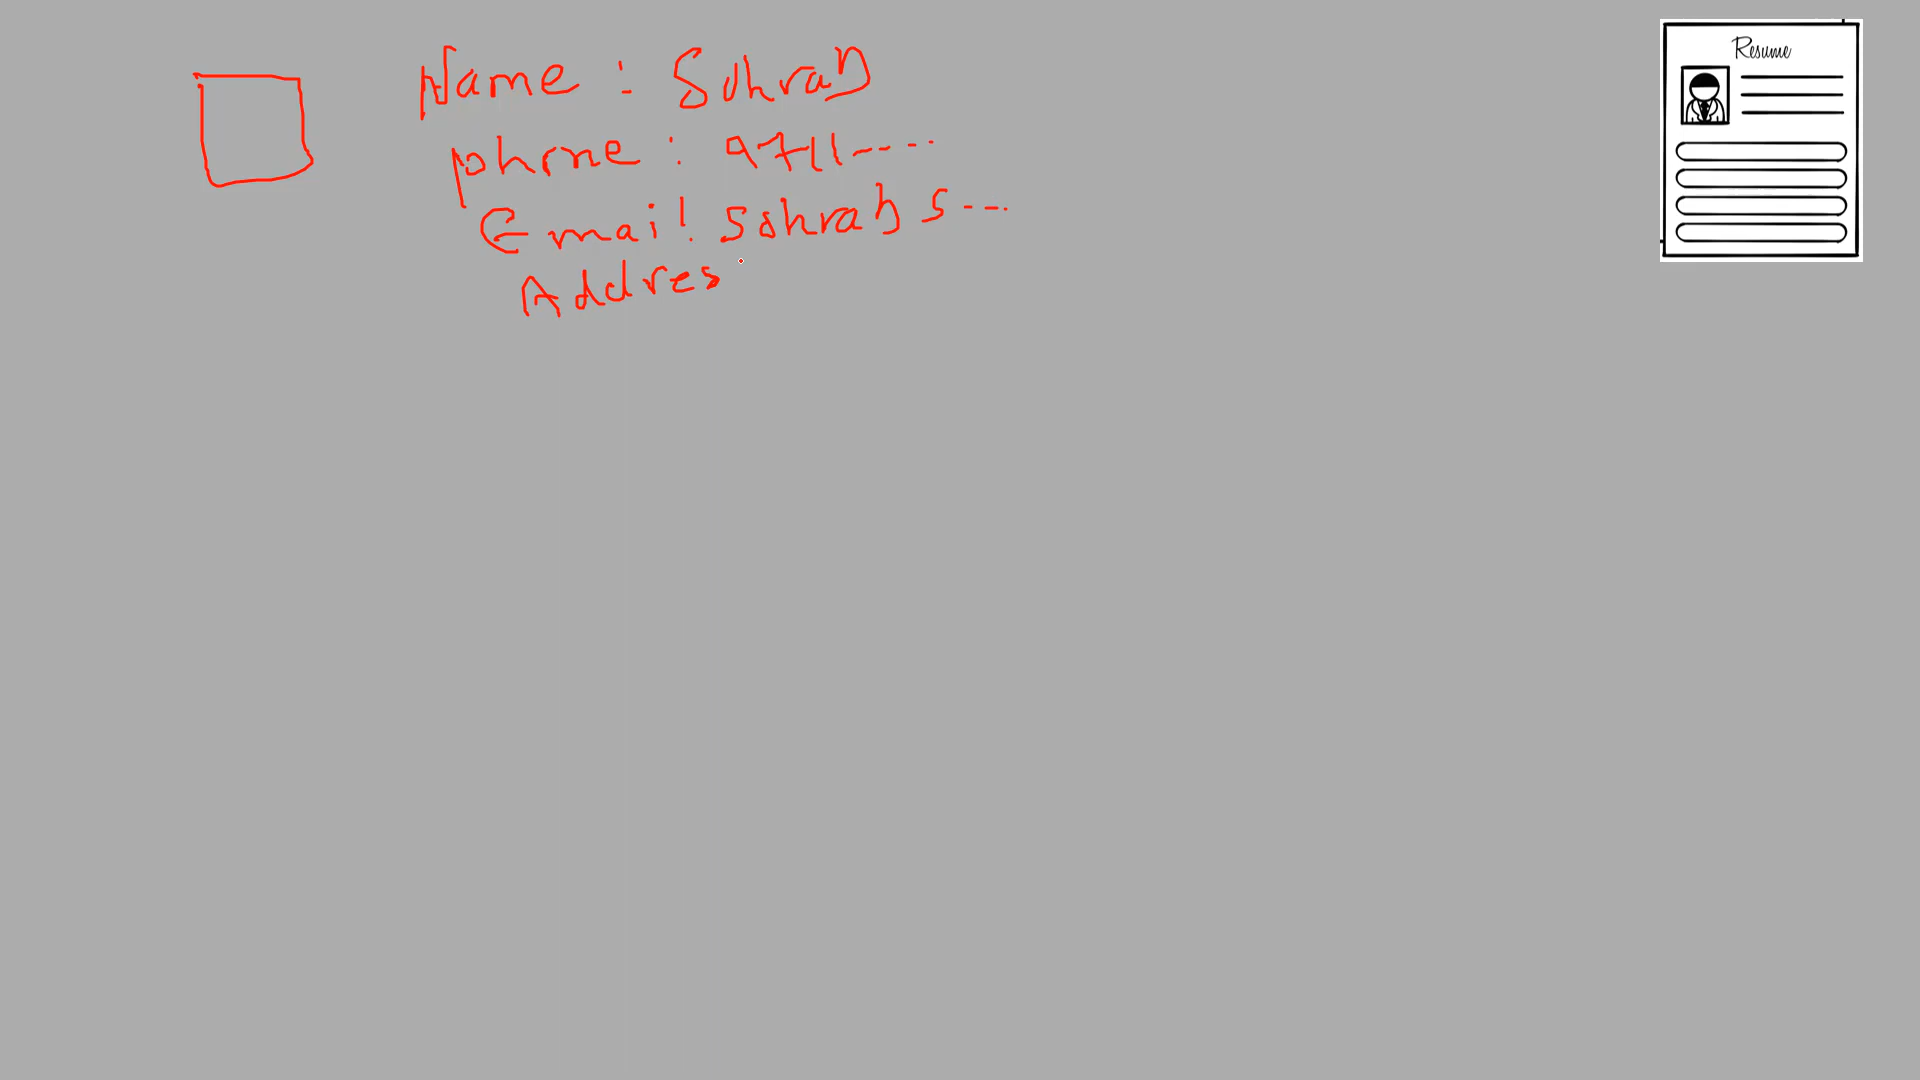 Name : Sohrab
phone : 9711-----
Email : sohrab s---
Addres
Resume